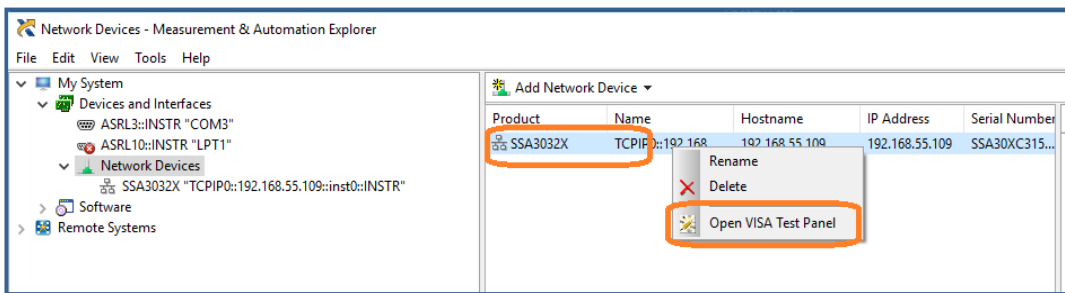 Network Devices - Measurement & Automation Explorer
File Edit View Tools Help
My System
Devices and Interfaces
ASRL3::INSTR "COM3"
ASRL10::INSTR "LPT1"
Network Devices
SSA3032X "TCPIP0::192.168.55.109::inst0::INSTR"
Software
Remote Systems
Add Network Device
Product Name Hostname IP Address Serial Number
SSA3032X TCPIP0::192.168 192.168.55.109 192.168.55.109 SSA30XC315...
Rename
Delete
Open VISA Test Panel